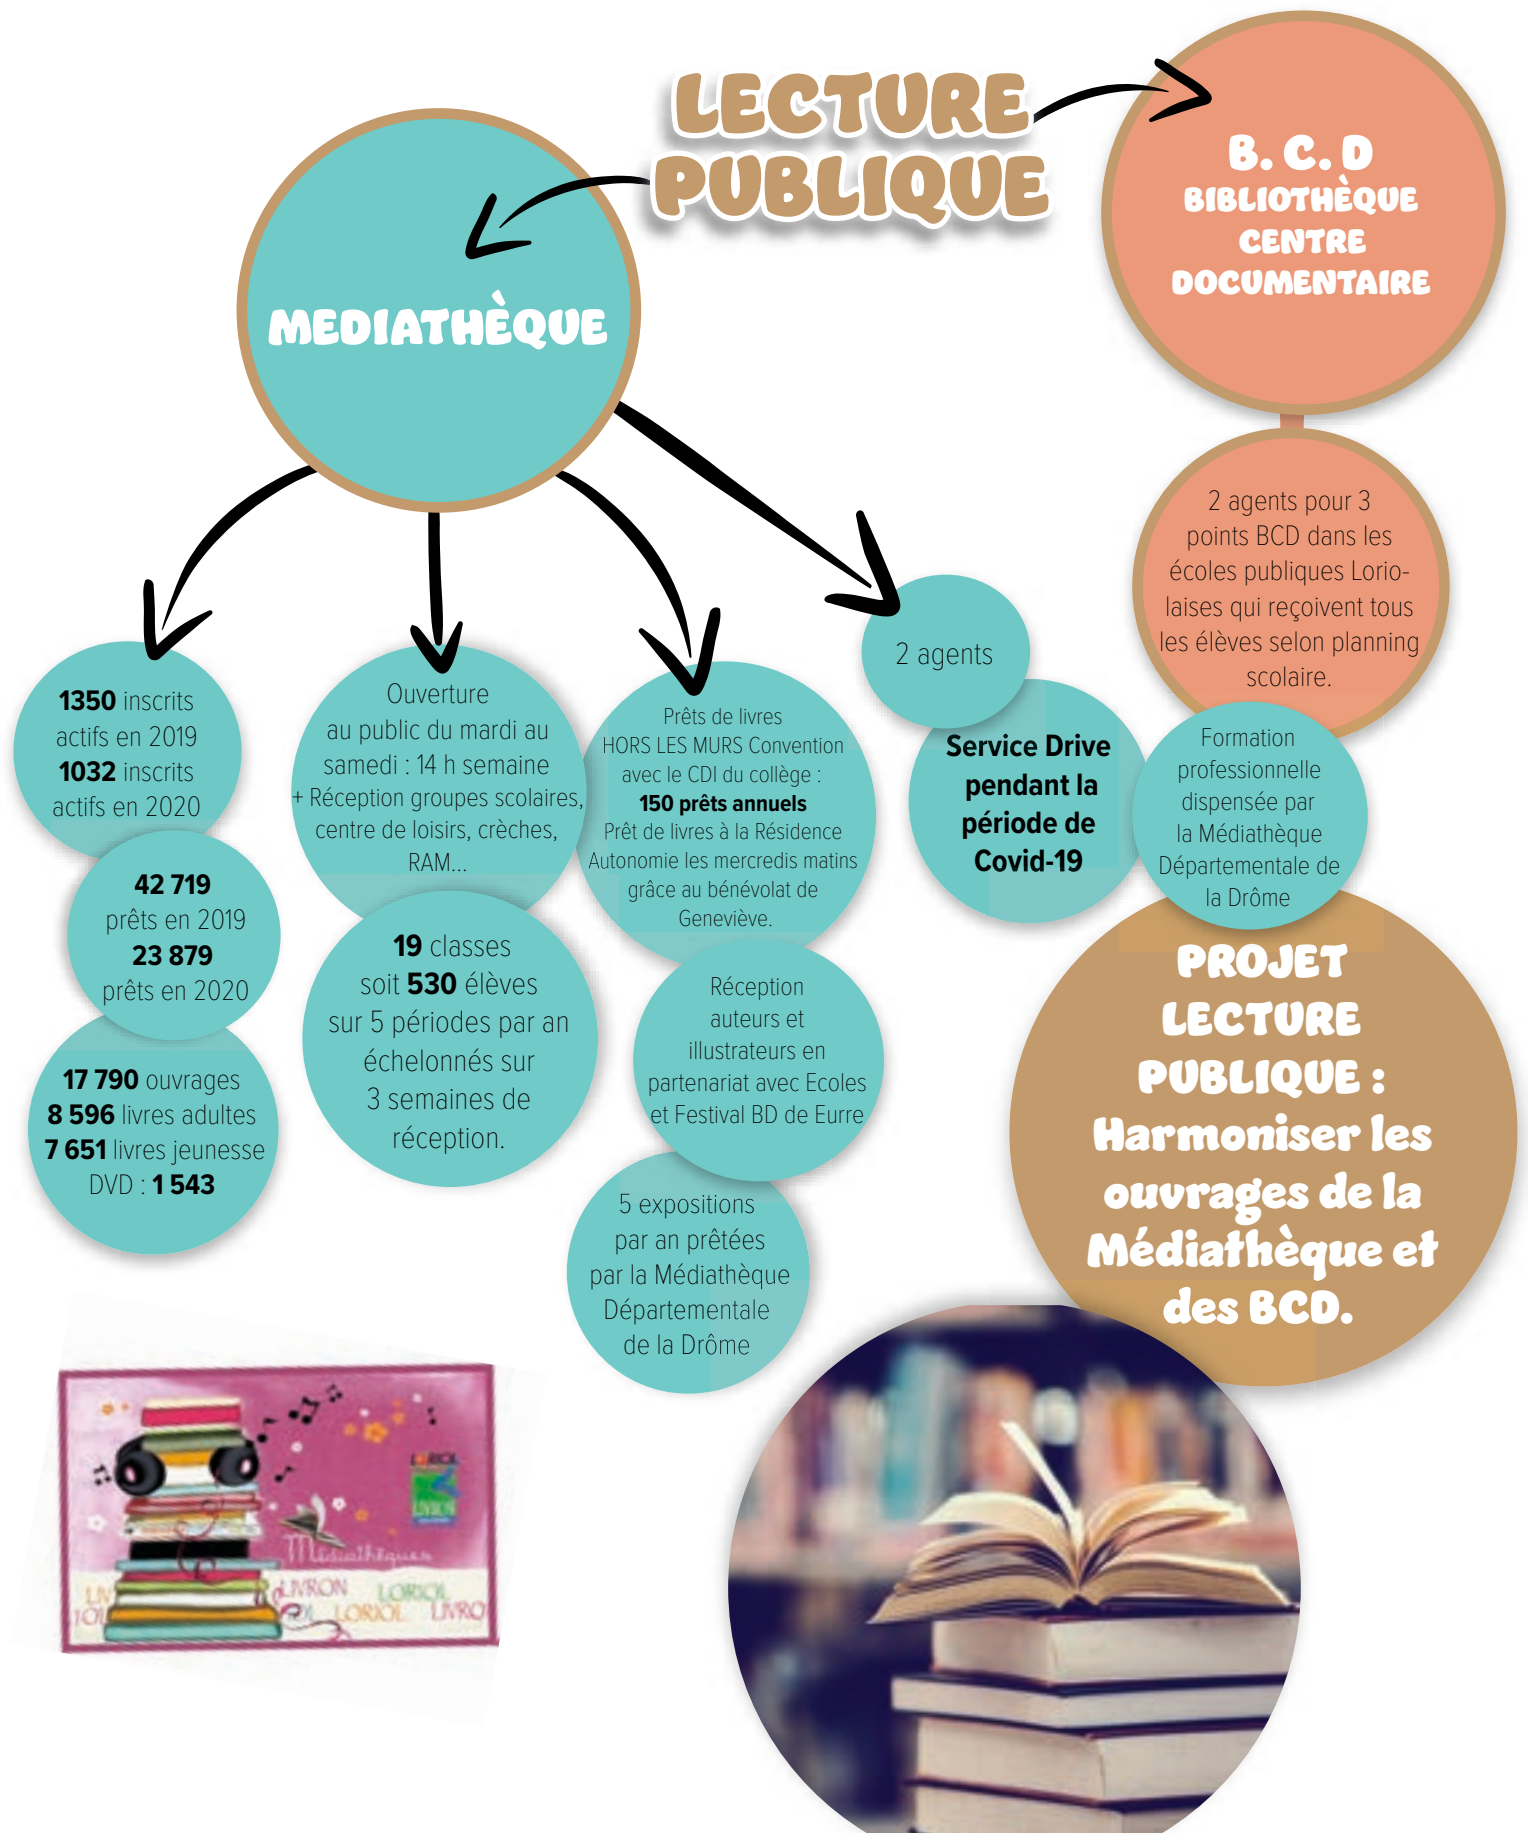 LECTURE
PUBLIQUE
B. C. D
BIBLIOTHÈQUE
CENTRE
DOCUMENTAIRE
MEDIATHÈQUE
2 agents pour 3
points BCD dans les
écoles publiques Lorio-
laises qui reçoivent tous
les élèves selon planning
scolaire.
1350 inscrits
actifs en 2019
1032 inscrits
actifs en 2020
42 719
prêts en 2019
23 879
prêts en 2020
17 790 ouvrages
8 596 livres adultes
7 651 livres jeunesse
DVD : 1 543
Ouverture
au public du mardi au
samedi : 14 h semaine
+ Réception groupes scolaires,
centre de loisirs, crèches,
RAM...
19 classes
soit 530 élèves
sur 5 périodes par an
échelonnés sur
3 semaines de
réception.
Prêts de livres
HORS LES MURS Convention
avec le CDI du collège :
150 prêts annuels
Prêt de livres à la Résidence
Autonomie les mercredis matins
grâce au bénévolat de
Geneviève.
Réception
auteurs et
illustrateurs en
partenariat avec Ecoles
et Festival BD de Eurre
5 expositions
par an prêtées
par la Médiathèque
Départementale
de la Drôme
2 agents
Service Drive
pendant la
période de
Covid-19
Formation
professionnelle
dispensée par
la Médiathèque
Départementale de
la Drôme
PROJET
LECTURE
PUBLIQUE :
Harmoniser les
ouvrages de la
Médiathèque et
des BCD.
LORIOL
LIVRON
Médiathèques
LIV LIVRON LORIOL
IOL OL LORIOL LIVRO